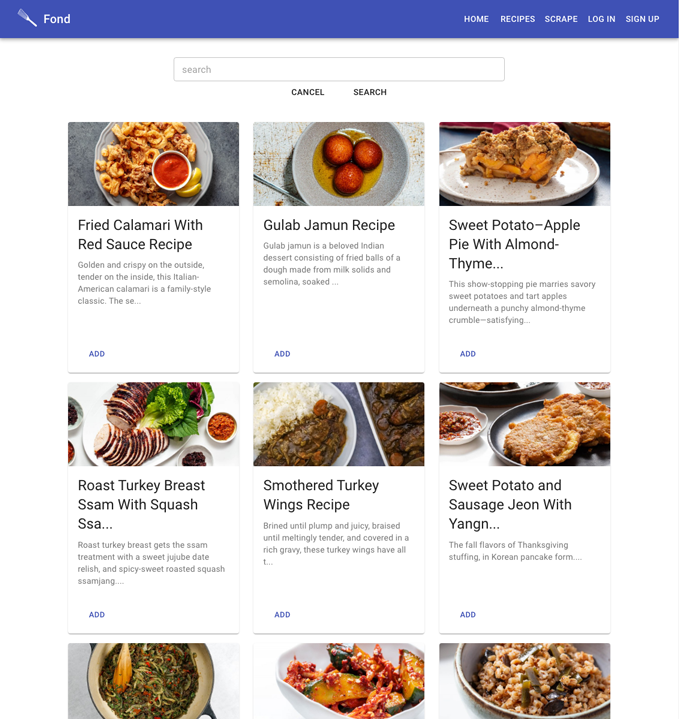 Fond
HOME RECIPES SCRAPE LOG IN SIGN UP
search
CANCEL SEARCH
Fried Calamari With
Red Sauce Recipe
Golden and crispy on the outside,
tender on the inside, this Italian-
American calamari is a family-style
classic. The se...
ADD
Gulab Jamun Recipe
Gulab jamun is a beloved Indian
dessert consisting of fried balls of a
dough made from milk solids and
semolina, soaked ...
ADD
Sweet Potato–Apple
Pie With Almond-
Thyme...
This show-stopping pie marries savory
sweet potatoes and tart apples
underneath a punchy almond-thyme
crumble—satisfying...
ADD
Roast Turkey Breast
Ssam With Squash
Ssa...
Roast turkey breast gets the ssam
treatment with a sweet jujube date
relish, and spicy-sweet roasted squash
ssamjang....
ADD
Smothered Turkey
Wings Recipe
Brined until plump and juicy, braised
until meltingly tender, and covered in a
rich gravy, these turkey wings have all
t...
ADD
Sweet Potato and
Sausage Jeon With
Yangn...
The fall flavors of Thanksgiving
stuffing, in Korean pancake form....
ADD